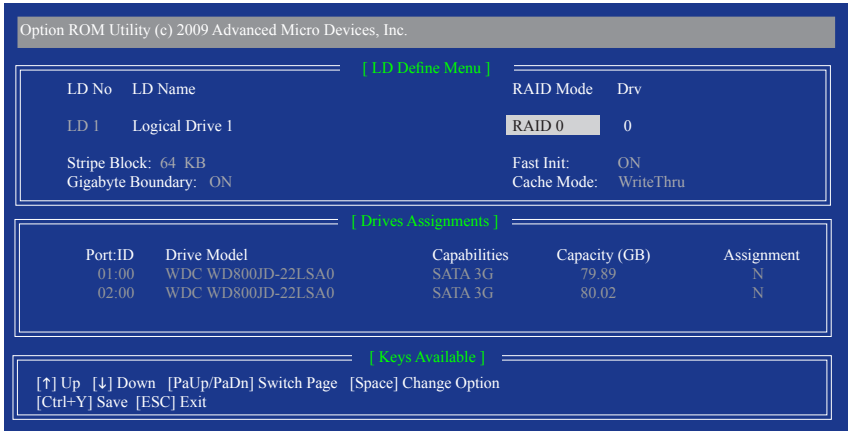 Option ROM Utility (c) 2009 Advanced Micro Devices, Inc.
[ LD Define Menu ]
LD No LD Name RAID Mode Drv
LD 1 Logical Drive 1 RAID 0 0
Stripe Block: 64 KB Fast Init: ON
Gigabyte Boundary: ON Cache Mode: WriteThru
[ Drives Assignments ]
Port:ID Drive Model Capabilities Capacity (GB) Assignment
01:00 WDC WD800JD-22LSA0 SATA 3G 79.89 N
02:00 WDC WD800JD-22LSA0 SATA 3G 80.02 N
[ Keys Available ]
[↑] Up [↓] Down [PaUp/PaDn] Switch Page [Space] Change Option
[Ctrl+Y] Save [ESC] Exit